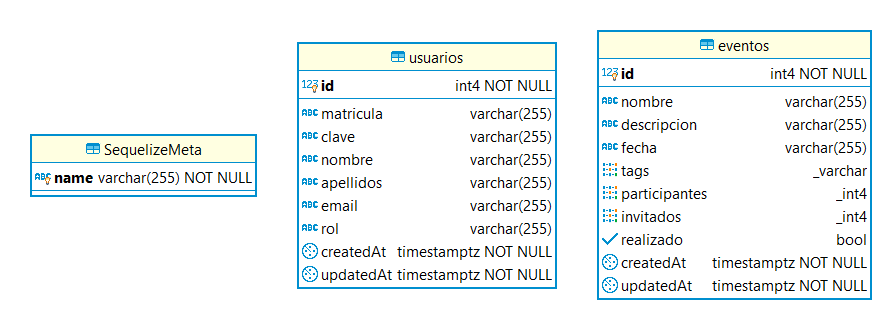 SequelizeMeta
ABC name varchar(255) NOT NULL
usuarios
123 id int4 NOT NULL
ABC matricula varchar(255)
ABC clave varchar(255)
ABC nombre varchar(255)
ABC apellidos varchar(255)
ABC email varchar(255)
ABC rol varchar(255)
createdAt timestamptz NOT NULL
updatedAt timestamptz NOT NULL
eventos
123 id int4 NOT NULL
ABC nombre varchar(255)
ABC descripcion varchar(255)
ABC fecha varchar(255)
tags _varchar
participantes _int4
invitados _int4
realizado bool
createdAt timestamptz NOT NULL
updatedAt timestamptz NOT NULL